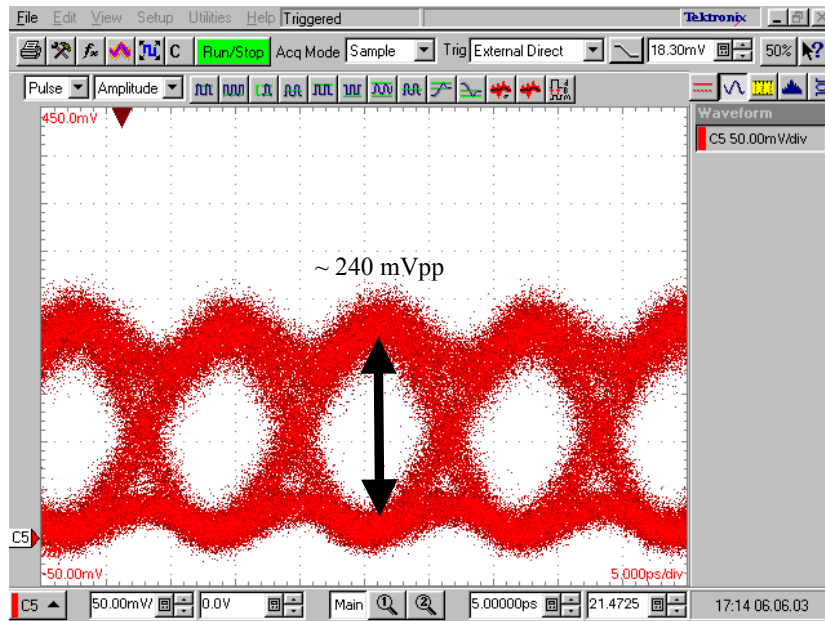 File Edit View Setup Utilities Help Triggered Tektronix
C Run/Stop Acq Mode Sample Trig External Direct 18.30mV 50% ?
Pulse Amplitude
Waveform
C5 50.00mV/div
450.0mV
~ 240 mVpp
C5
-50.00mV 5.000ps/div
C5 50.00mV/ 0.0V Main 1 2 5.00000ps 21.4725 17:14 06.06.03